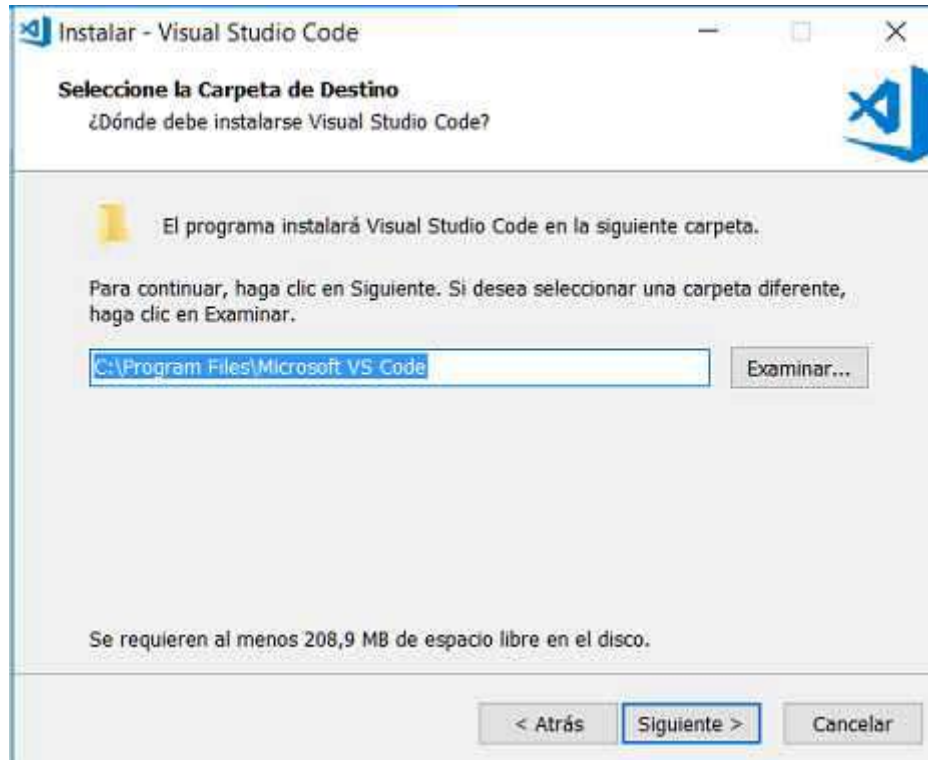 Instalar - Visual Studio Code
Seleccione la Carpeta de Destino
¿Dónde debe instalarse Visual Studio Code?
El programa instalará Visual Studio Code en la siguiente carpeta.
Para continuar, haga clic en Siguiente. Si desea seleccionar una carpeta diferente,
haga clic en Examinar.
C:\Program Files\Microsoft VS Code
Examinar...
Se requieren al menos 208,9 MB de espacio libre en el disco.
< Atrás
Siguiente >
Cancelar